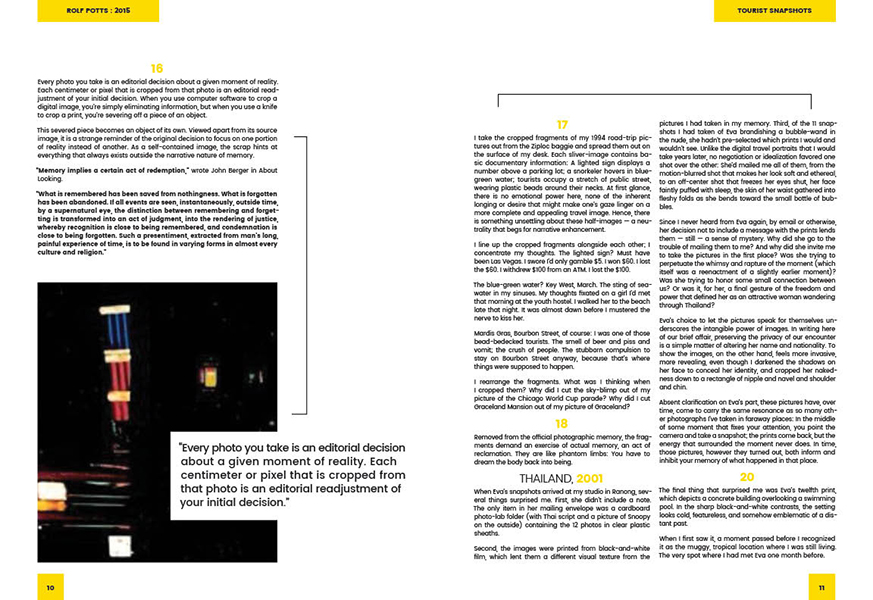 ROLF POTTS : 2015
16
Every photo you take is an editorial decision about a given moment of reality.
Each centimeter or pixel that is cropped from that photo is an editorial read-
justment of your initial decision. When you use computer software to crop a
digital image, you're simply eliminating information, but when you use a knife
to crop a print, you're severing off a piece of an object.
This severed piece becomes an object of its own. Viewed apart from its source
image, it is a strange reminder of the original decision to focus on one portion
of reality instead of another. As a self-contained image, the scrap hints at
everything that always exists outside the narrative nature of memory.
"Memory implies a certain act of redemption," wrote John Berger in About
Looking.
"What is remembered has been saved from nothingness. What is forgotten
has been abandoned. If all events are seen, instantaneously, outside time,
by a supernatural eye, the distinction between remembering and forget-
ting is transformed into an act of judgment, into the rendering of justice,
whereby recognition is close to being remembered, and condemnation is
close to being forgotten. Such a presentiment, extracted from man's long,
painful experience of time, is to be found in varying forms in almost every
culture and religion."
"Every photo you take is an editorial decision
about a given moment of reality. Each
centimeter or pixel that is cropped from
that photo is an editorial readjustment of
your initial decision."
10
TOURIST SNAPSHOTS
17
I take the cropped fragments of my 1994 road-trip pic-
tures out from the Ziploc baggie and spread them out on
the surface of my desk. Each sliver-image contains ba-
sic documentary information: A lighted sign displays a
number above a parking lot; a snorkeler hovers in blue-
green water; tourists occupy a stretch of public street,
wearing plastic beads around their necks. At first glance,
there is no emotional power here, none of the inherent
longing or desire that might make one's gaze linger on a
more complete and appealing travel image. Hence, there
is something unsettling about these half-images — a neu-
trality that begs for narrative enhancement.
I line up the cropped fragments alongside each other; I
concentrate my thoughts. The lighted sign? Must have
been Las Vegas. I swore I'd only gamble $5. I won $60. I lost
the $60. I withdrew $100 from an ATM. I lost the $100.
The blue-green water? Key West, March. The sting of sea-
water in my sinuses. My thoughts fixated on a girl I'd met
that morning at the youth hostel. I walked her to the beach
late that night. It was almost dawn before I mustered the
nerve to kiss her.
Mardis Gras, Bourbon Street, of course: I was one of those
bead-bedecked tourists. The smell of beer and piss and
vomit; the crush of people. The stubborn compulsion to
stay on Bourbon Street anyway, because that's where
things were supposed to happen.
I rearrange the fragments. What was I thinking when
I cropped them? Why did I cut the sky-blimp out of my
picture of the Chicago World Cup parade? Why did I cut
Graceland Mansion out of my picture of Graceland?
18
Removed from the official photographic memory, the frag-
ments demand an exercise of actual memory, an act of
reclamation. They are like phantom limbs: You have to
dream the body back into being.
THAILAND, 2001
When Eva's snapshots arrived at my studio in Ranong, sev-
eral things surprised me. First, she didn't include a note.
The only item in her mailing envelope was a cardboard
photo-lab folder (with Thai script and a picture of Snoopy
on the outside) containing the 12 photos in clear plastic
sheaths.
Second, the images were printed from black-and-white
film, which lent them a different visual texture from the
pictures I had taken in my memory. Third, of the 11 snap-
shots I had taken of Eva brandishing a bubble-wand in
the nude, she hadn't pre-selected which prints I would and
wouldn't see. Unlike the digital travel portraits that I would
take years later, no negotiation or idealization favored one
shot over the other: She'd mailed me all of them, from the
motion-blurred shot that makes her look soft and ethereal,
to an off-center shot that freezes her eyes shut, her face
faintly puffed with sleep, the skin of her waist gathered into
fleshy folds as she bends toward the small bottle of bub-
bles.
Since I never heard from Eva again, by email or otherwise,
her decision not to include a message with the prints lends
them — still — a sense of mystery. Why did she go to the
trouble of mailing them to me? And why did she invite me
to take the pictures in the first place? Was she trying to
perpetuate the whimsy and rapture of the moment (which
itself was a reenactment of a slightly earlier moment)?
Was she trying to honor some small connection between
us? Or was it, for her, a final gesture of the freedom and
power that defined her as an attractive woman wandering
through Thailand?
Eva's choice to let the pictures speak for themselves un-
derscores the intangible power of images. In writing here
of our brief affair, preserving the privacy of our encounter
is a simple matter of altering her name and nationality. To
show the images, on the other hand, feels more invasive,
more revealing, even though I darkened the shadows on
her face to conceal her identity, and cropped her naked-
ness down to a rectangle of nipple and navel and shoulder
and chin.
Absent clarification on Eva's part, these pictures have, over
time, come to carry the same resonance as so many oth-
er photographs I've taken in faraway places: In the middle
of some moment that fixes your attention, you point the
camera and take a snapshot; the prints come back, but the
energy that surrounded the moment never does. In time,
those pictures, however they turned out, both inform and
inhibit your memory of what happened in that place.
20
The final thing that surprised me was Eva's twelfth print,
which depicts a concrete building overlooking a swimming
pool. In the sharp black-and-white contrasts, the setting
looks cold, featureless, and somehow emblematic of a dis-
tant past.
When I first saw it, a moment passed before I recognized
it as the muggy, tropical location where I was still living.
The very spot where I had met Eva one month before.
11